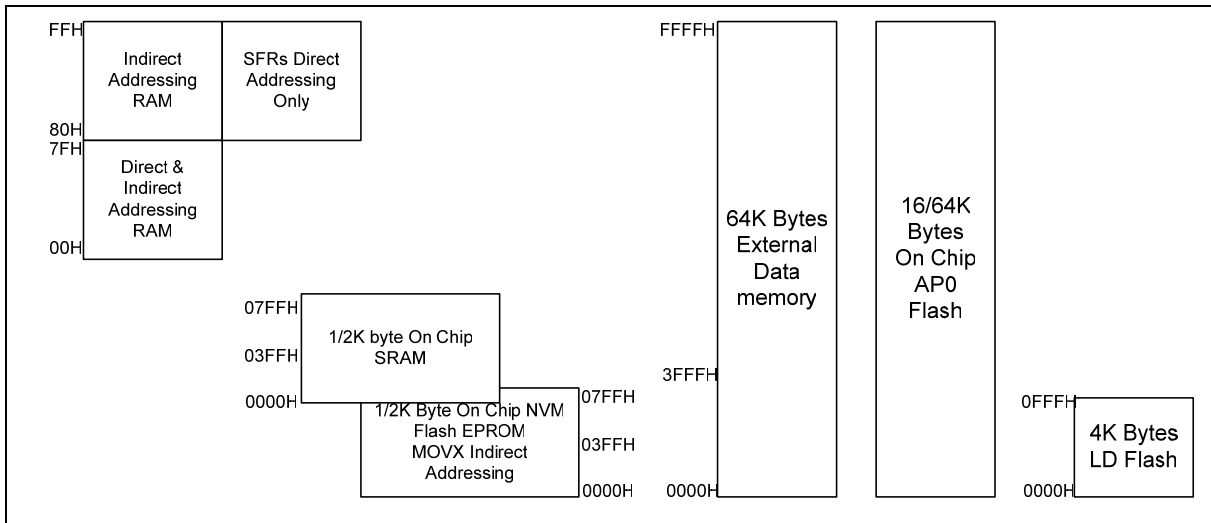 FFH
Indirect
Addressing
RAM
80H
SFRs Direct
Addressing
Only
7FH
Direct &
Indirect
Addressing
RAM
00H
07FFH
03FFH
0000H
1/2K byte On Chip
SRAM
1/2K Byte On Chip NVM
Flash EPROM
MOVX Indirect
Addressing
07FFH
03FFH
0000H
FFFFH
3FFFH
0000H
64K Bytes
External
Data
memory
16/64K
Bytes
On Chip
AP0
Flash
0FFFH
0000H
4K Bytes
LD Flash